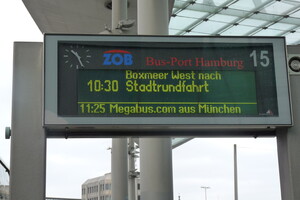 ZOB Bus-Port Hamburg 15
Boxmeer West nach
10:30 Stadtrundfahrt
11:25 Megabus.com aus München